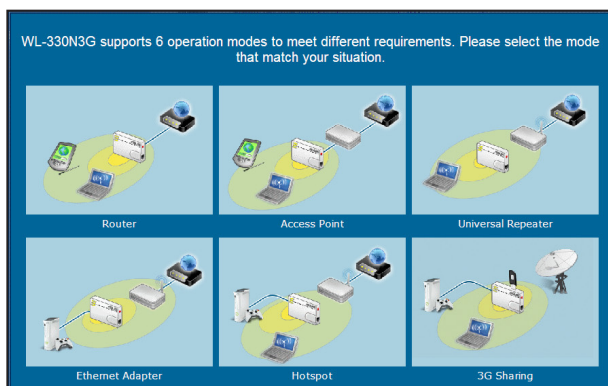 WL-330N3G supports 6 operation modes to meet different requirements. Please select the mode
that match your situation.
Router
Access Point
Universal Repeater
Ethernet Adapter
Hotspot
3G Sharing